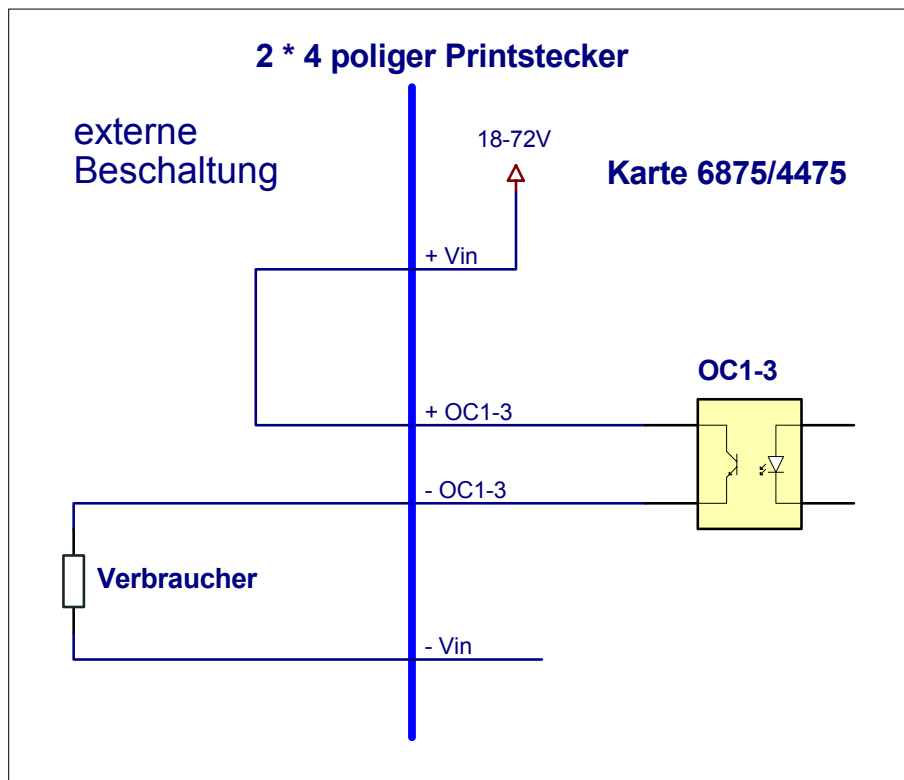 2 * 4 poliger Printstecker
externe
Beschaltung
18-72V
Karte 6875/4475
+ Vin
OC1-3
+ OC1-3
- OC1-3
Verbraucher
- Vin